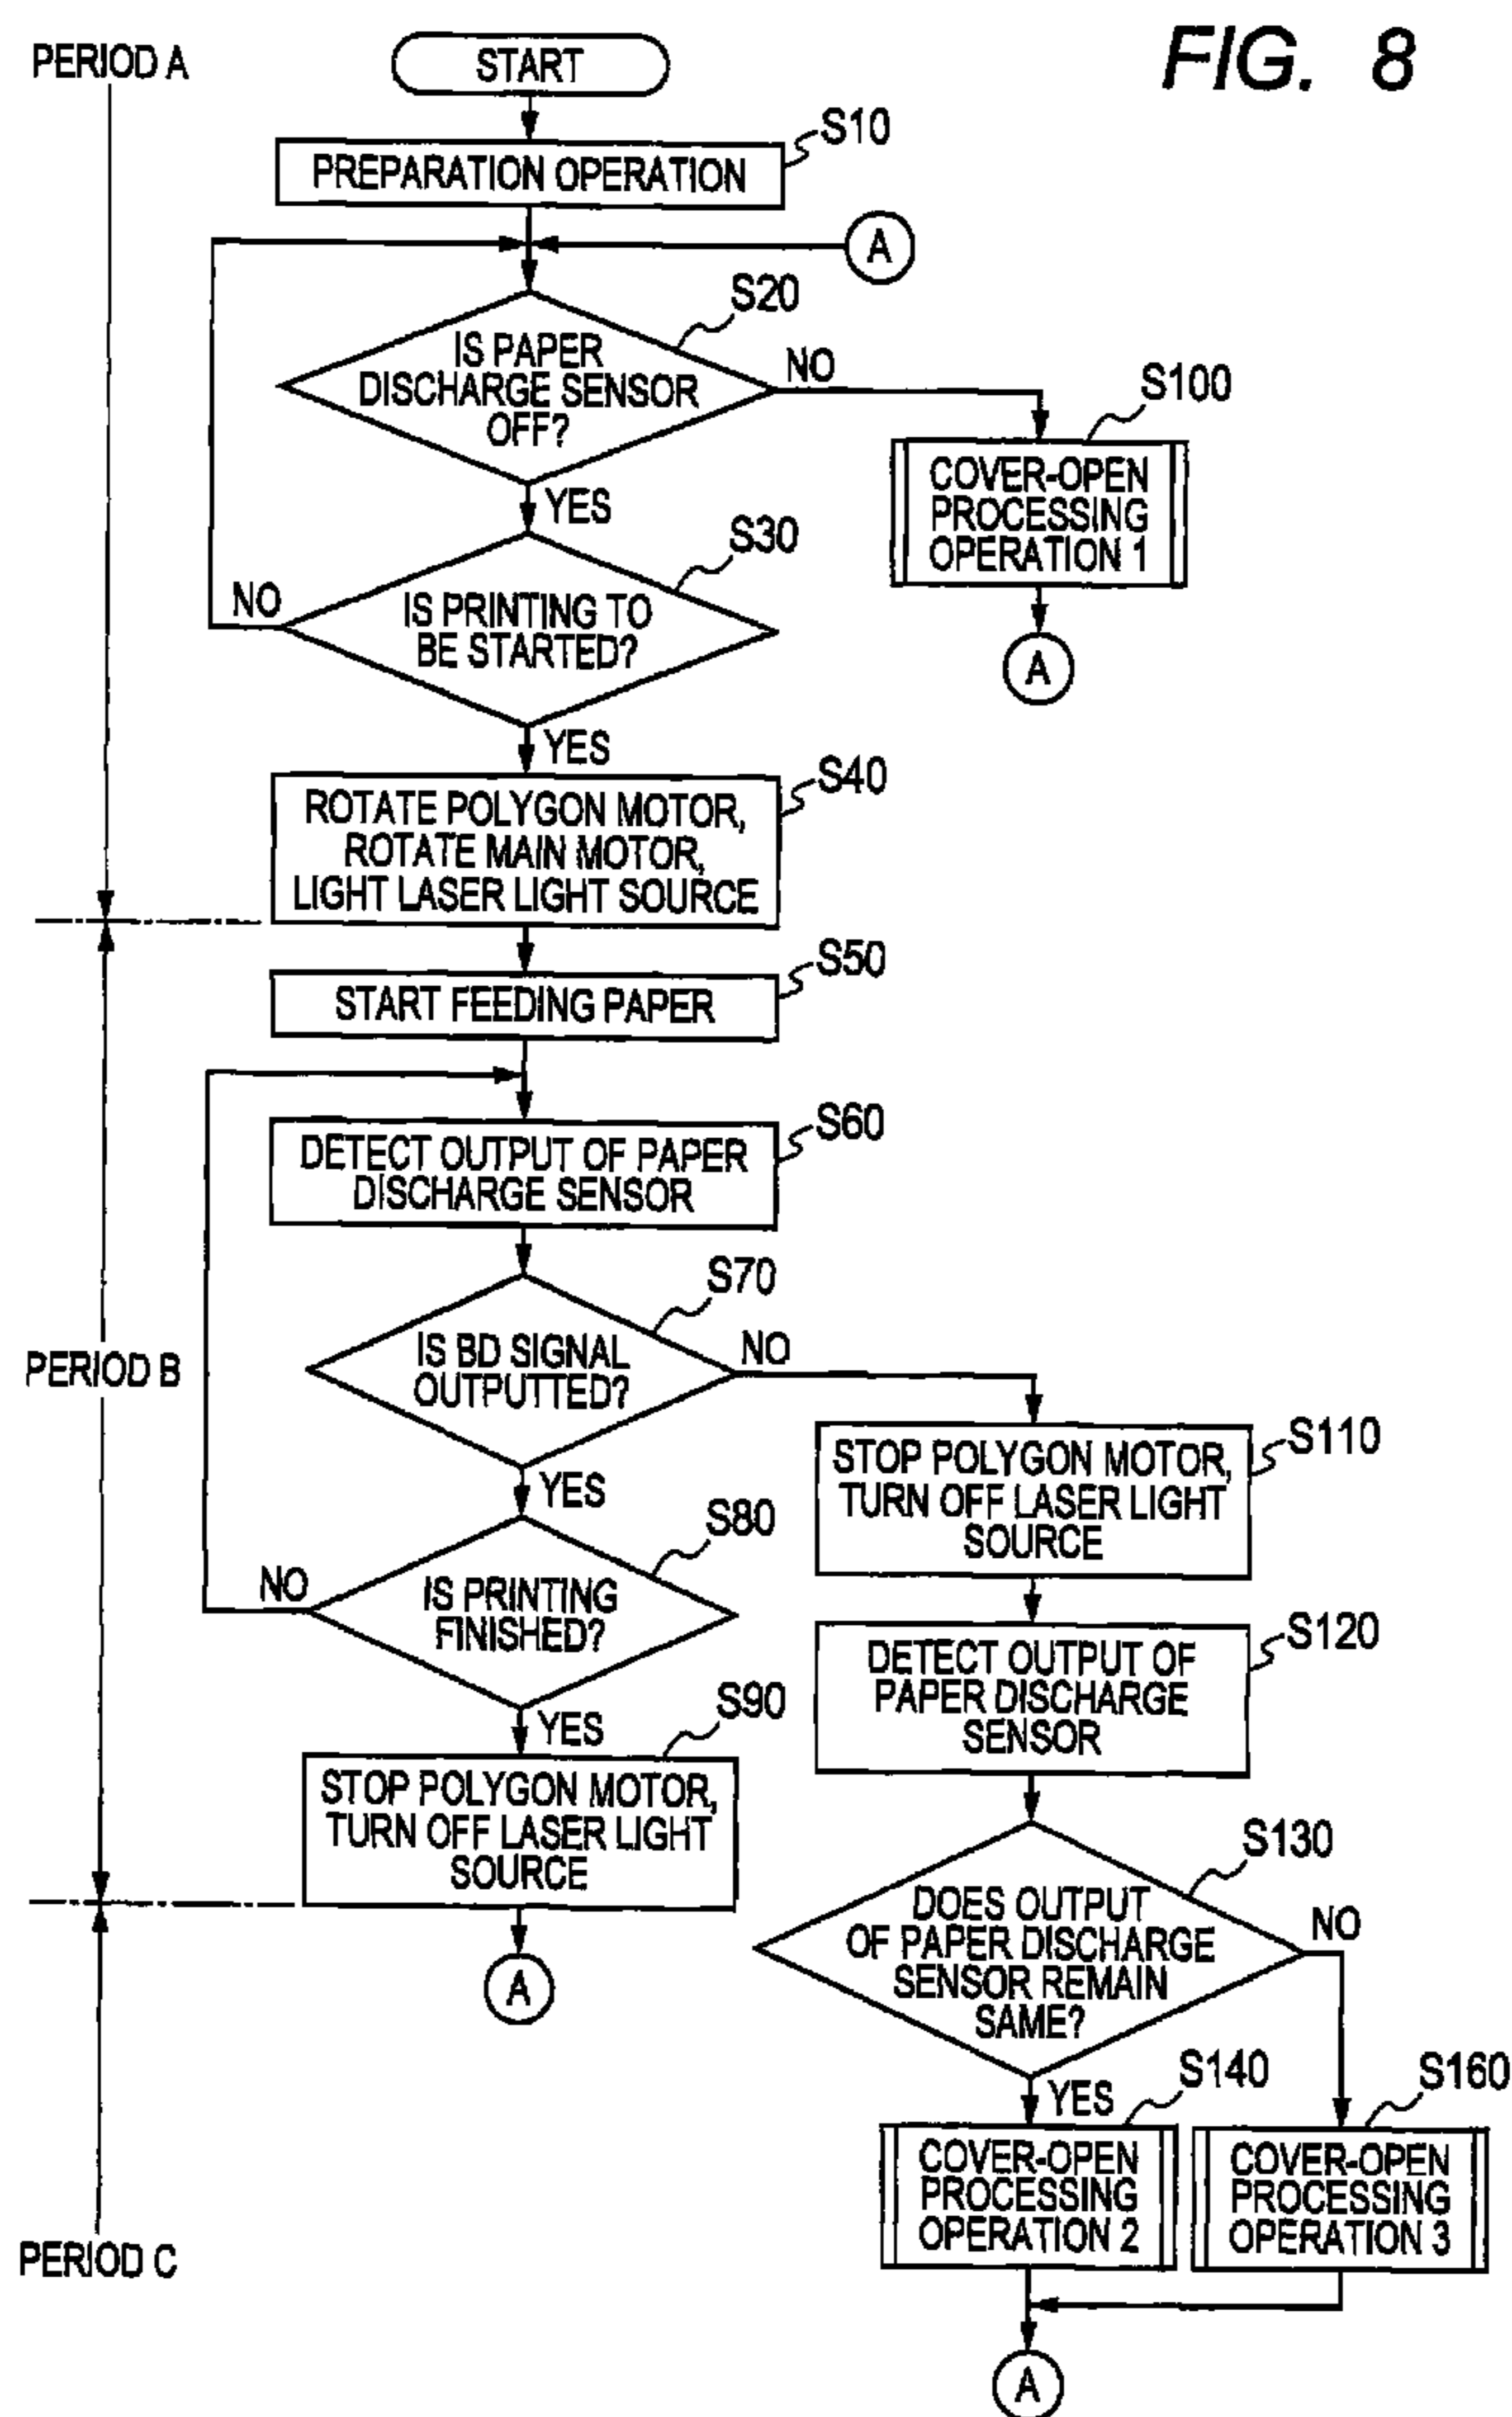 FIG. 8
PERIOD A
START
S10
PREPARATION OPERATION
A
S20
IS PAPER
DISCHARGE SENSOR
OFF?
NO
YES
S100
COVER-OPEN
PROCESSING
OPERATION 1
A
S30
IS PRINTING TO
BE STARTED?
NO
YES
S40
ROTATE POLYGON MOTOR,
ROTATE MAIN MOTOR,
LIGHT LASER LIGHT SOURCE
S50
START FEEDING PAPER
S60
DETECT OUTPUT OF PAPER
DISCHARGE SENSOR
PERIOD B
S70
IS BD SIGNAL
OUTPUTTED?
NO
YES
S80
IS PRINTING
FINISHED?
NO
YES
S90
STOP POLYGON MOTOR,
TURN OFF LASER LIGHT
SOURCE
A
S110
STOP POLYGON MOTOR,
TURN OFF LASER LIGHT
SOURCE
S120
DETECT OUTPUT OF
PAPER DISCHARGE
SENSOR
S130
DOES OUTPUT
OF PAPER DISCHARGE
SENSOR REMAIN
SAME?
NO
YES
S140
COVER-OPEN
PROCESSING
OPERATION 2
S160
COVER-OPEN
PROCESSING
OPERATION 3
A
PERIOD C